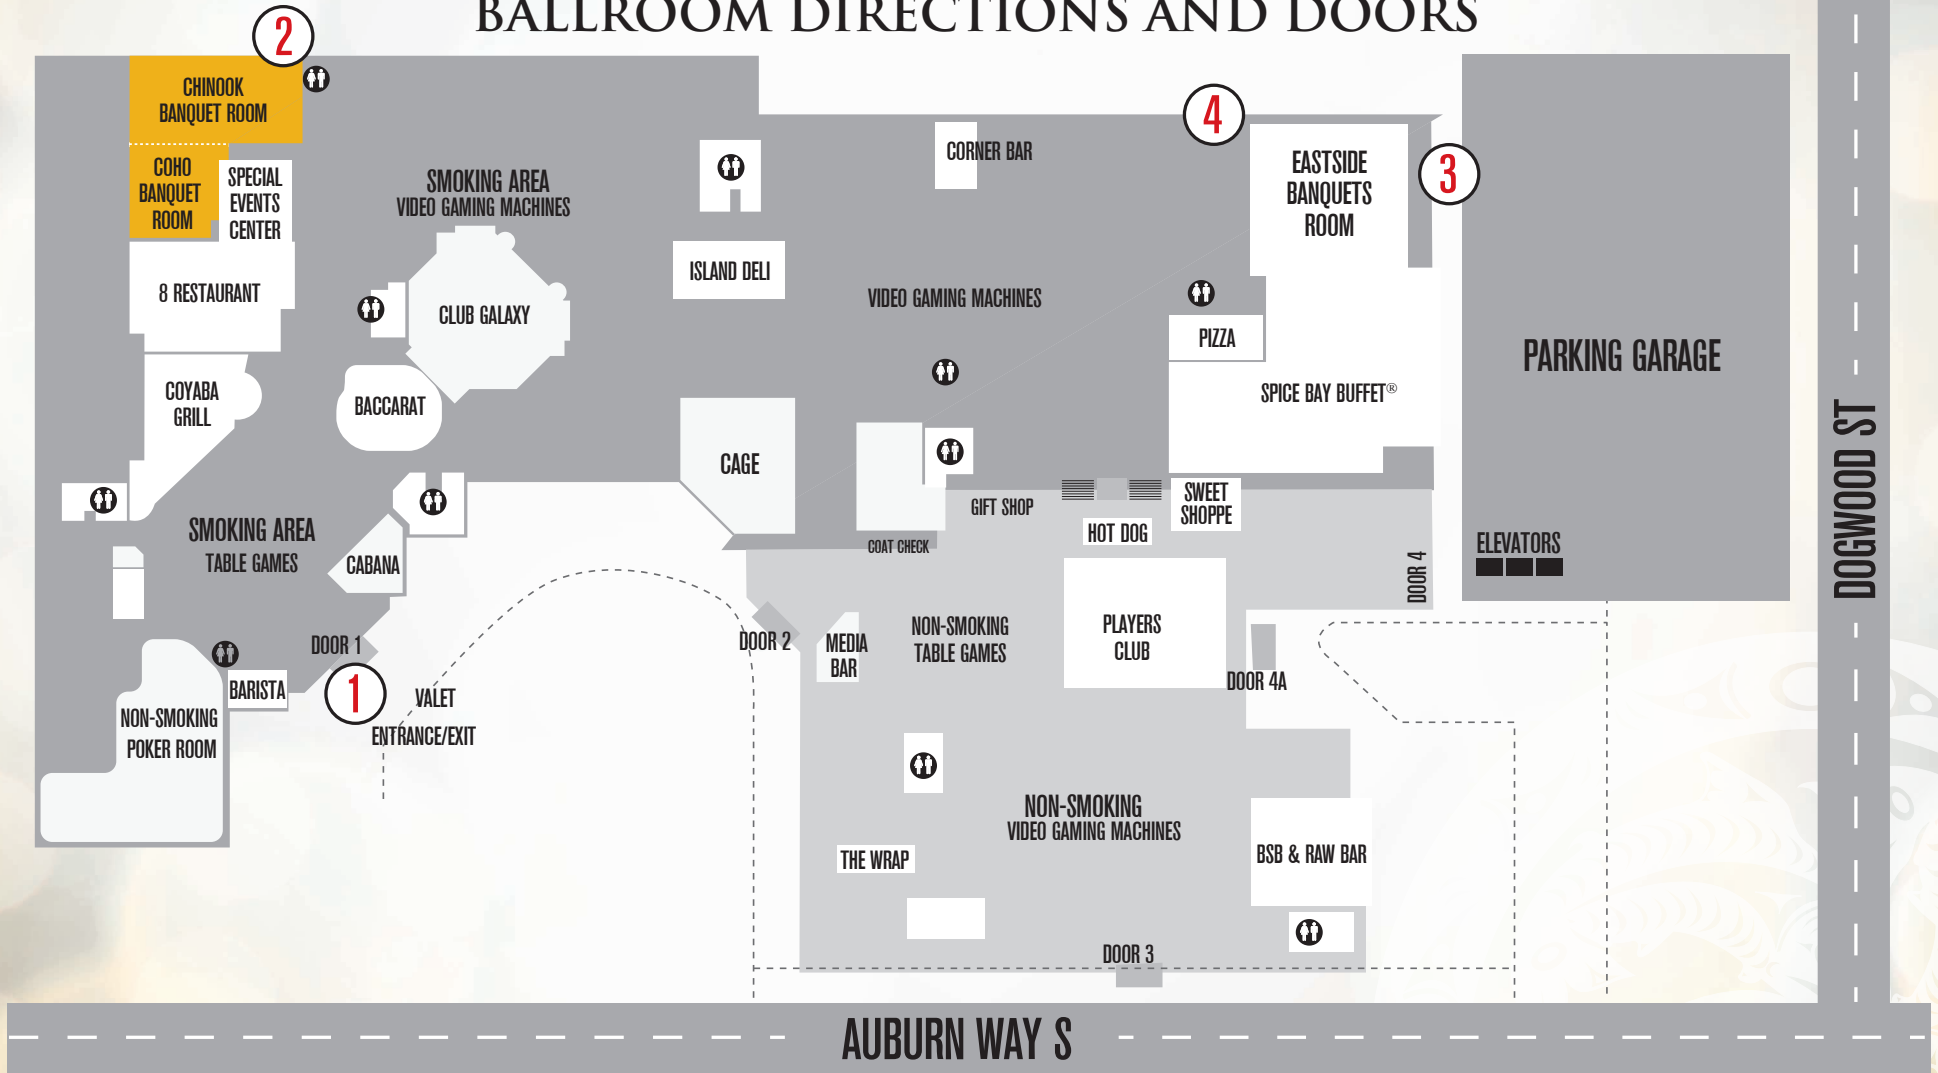 BALLROOM DIRECTIONS AND DOORS
2
CHINOOK
BANQUET ROOM
COHO
BANQUET
ROOM
SPECIAL
EVENTS
CENTER
8 RESTAURANT
COYABA
GRILL
SMOKING AREA
VIDEO GAMING MACHINES
CLUB GALAXY
BACCARAT
ISLAND DELI
CORNER BAR
VIDEO GAMING MACHINES
4
EASTSIDE
BANQUETS
ROOM
3
PIZZA
SPICE BAY BUFFET®
PARKING GARAGE
ELEVATORS
DOGWOOD ST
CAGE
GIFT SHOP
COAT CHECK
HOT DOG
SWEET
SHOPPE
SMOKING AREA
TABLE GAMES
CABANA
DOOR 1
1
BARISTA
NON-SMOKING
POKER ROOM
VALET
ENTRANCE/EXIT
DOOR 2
MEDIA
BAR
NON-SMOKING
TABLE GAMES
PLAYERS
CLUB
DOOR 4
DOOR 4A
NON-SMOKING
VIDEO GAMING MACHINES
THE WRAP
BSB & RAW BAR
DOOR 3
AUBURN WAY S